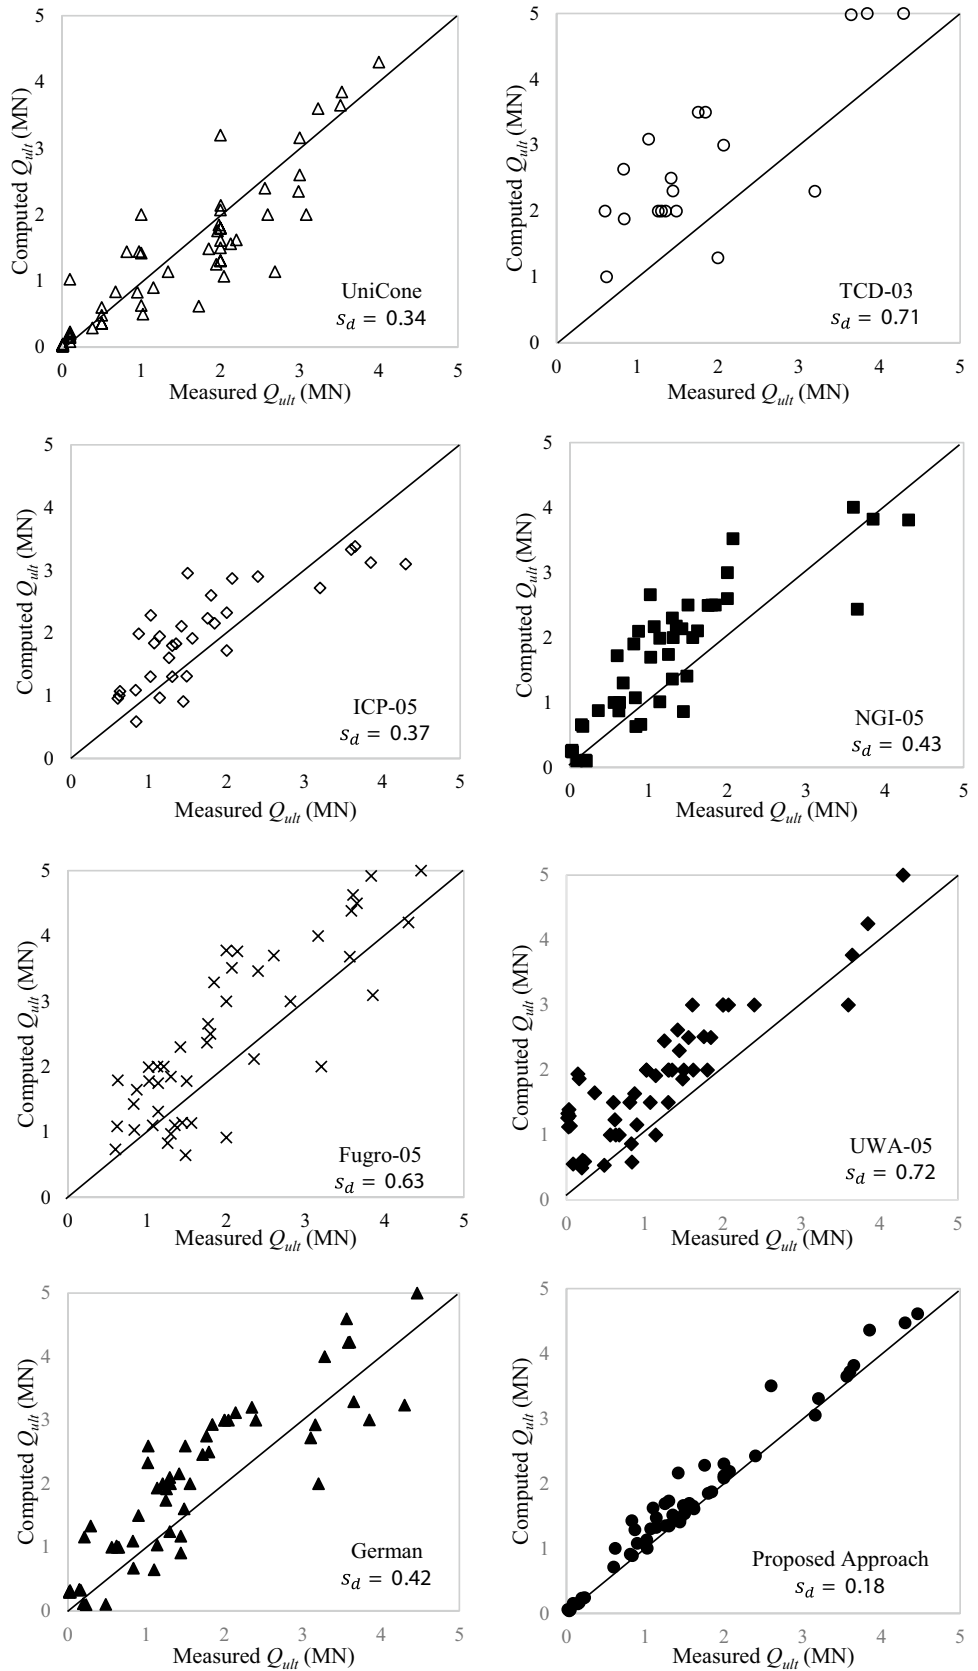 5
4
3
2
1
0
Computed Qult (MN)
UniCone
sd = 0.34
0 1 2 3 4 5
Measured Qult (MN)
5
4
3
2
1
0
Computed Qult (MN)
TCD-03
sd = 0.71
0 1 2 3 4 5
Measured Qult (MN)
5
4
3
2
1
0
Computed Qult (MN)
ICP-05
sd = 0.37
0 1 2 3 4 5
Measured Qult (MN)
5
4
3
2
1
0
Computed Qult (MN)
NGI-05
sd = 0.43
0 1 2 3 4 5
Measured Qult (MN)
5
4
3
2
1
0
Computed Qult (MN)
Fugro-05
sd = 0.63
0 1 2 3 4 5
Measured Qult (MN)
5
4
3
2
1
0
Computed Qult (MN)
UWA-05
sd = 0.72
0 1 2 3 4 5
Measured Qult (MN)
5
4
3
2
1
0
Computed Qult (MN)
German
sd = 0.42
0 1 2 3 4 5
Measured Qult (MN)
5
4
3
2
1
0
Computed Qult (MN)
Proposed Approach
sd = 0.18
0 1 2 3 4 5
Measured Qult (MN)